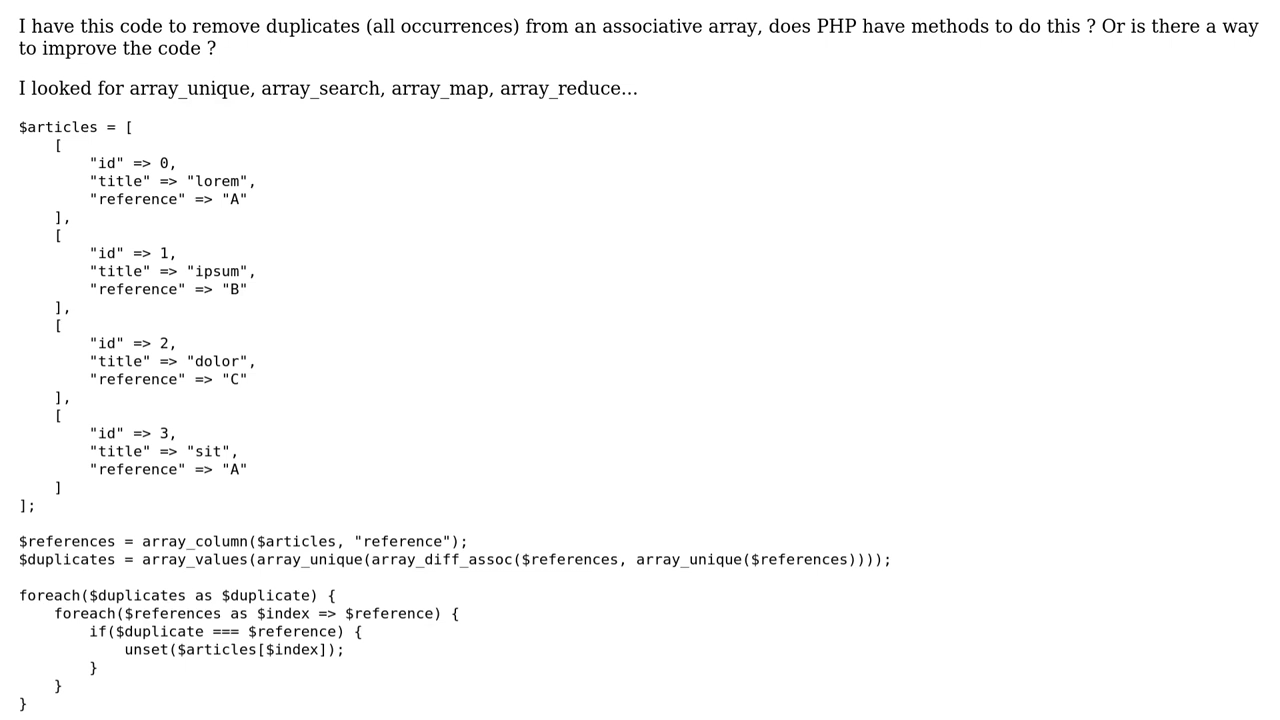 I have this code to remove duplicates (all occurrences) from an associative array, does PHP have methods to do this ? Or is there a way
to improve the code ?
I looked for array_unique, array_search, array_map, array_reduce...
$articles = [
    [
        "id" => 0,
        "title" => "lorem",
        "reference" => "A"
    ],
    [
        "id" => 1,
        "title" => "ipsum",
        "reference" => "B"
    ],
    [
        "id" => 2,
        "title" => "dolor",
        "reference" => "C"
    ],
    [
        "id" => 3,
        "title" => "sit",
        "reference" => "A"
    ]
];
$references = array_column($articles, "reference");
$duplicates = array_values(array_unique(array_diff_assoc($references, array_unique($references))));
foreach($duplicates as $duplicate) {
    foreach($references as $index => $reference) {
        if($duplicate === $reference) {
            unset($articles[$index]);
        }
    }
}